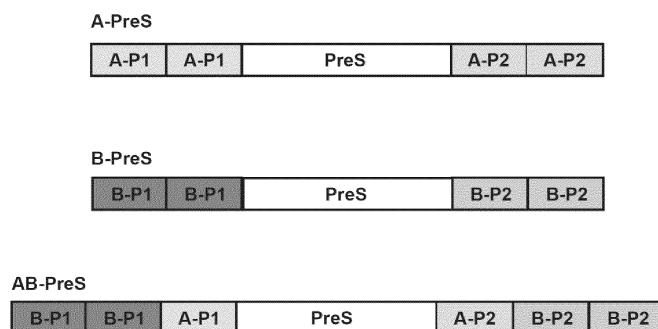 A-PreS
A-P1 A-P1 PreS A-P2 A-P2
B-PreS
B-P1 B-P1 PreS B-P2 B-P2
AB-PreS
B-P1 B-P1 A-P1 PreS A-P2 B-P2 B-P2